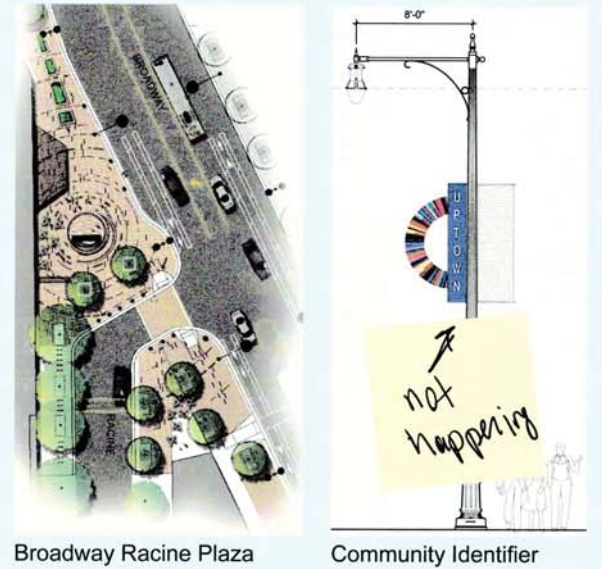 BROADWAY
RACINE
8'-0"
UPTOWN
not
happening
Broadway Racine Plaza
Community Identifier